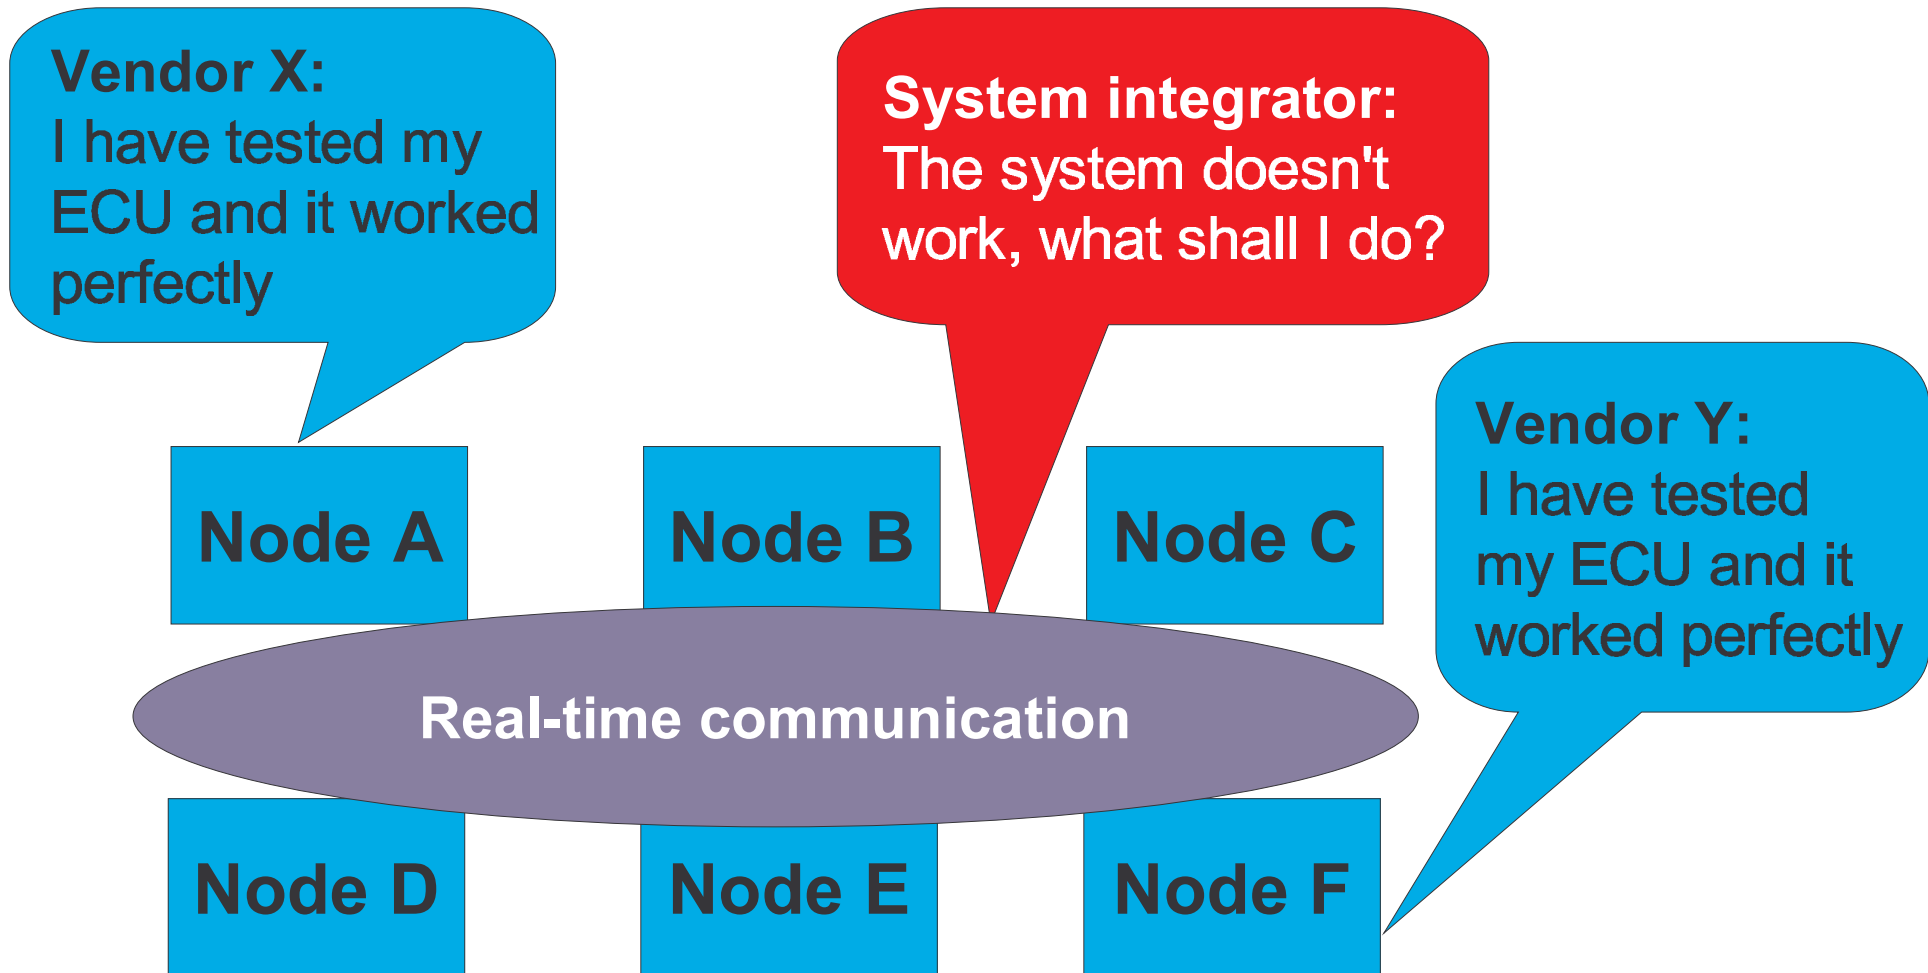 Vendor X:
I have tested my
ECU and it worked
perfectly
System integrator:
The system doesn't
work, what shall I do?
Vendor Y:
I have tested
my ECU and it
worked perfectly
Node A
Node B
Node C
Real-time communication
Node D
Node E
Node F